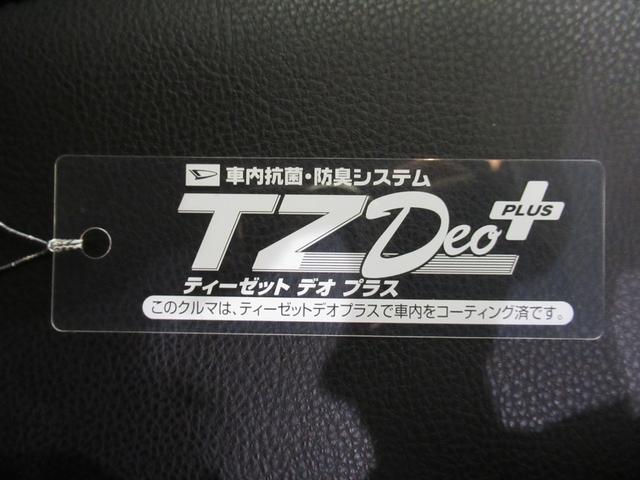 車内抗菌・防臭システム
TZ Deo PLUS
ティーゼット デオ プラス
このクルマは、ティーゼットデオプラスで車内をコーティング済です。